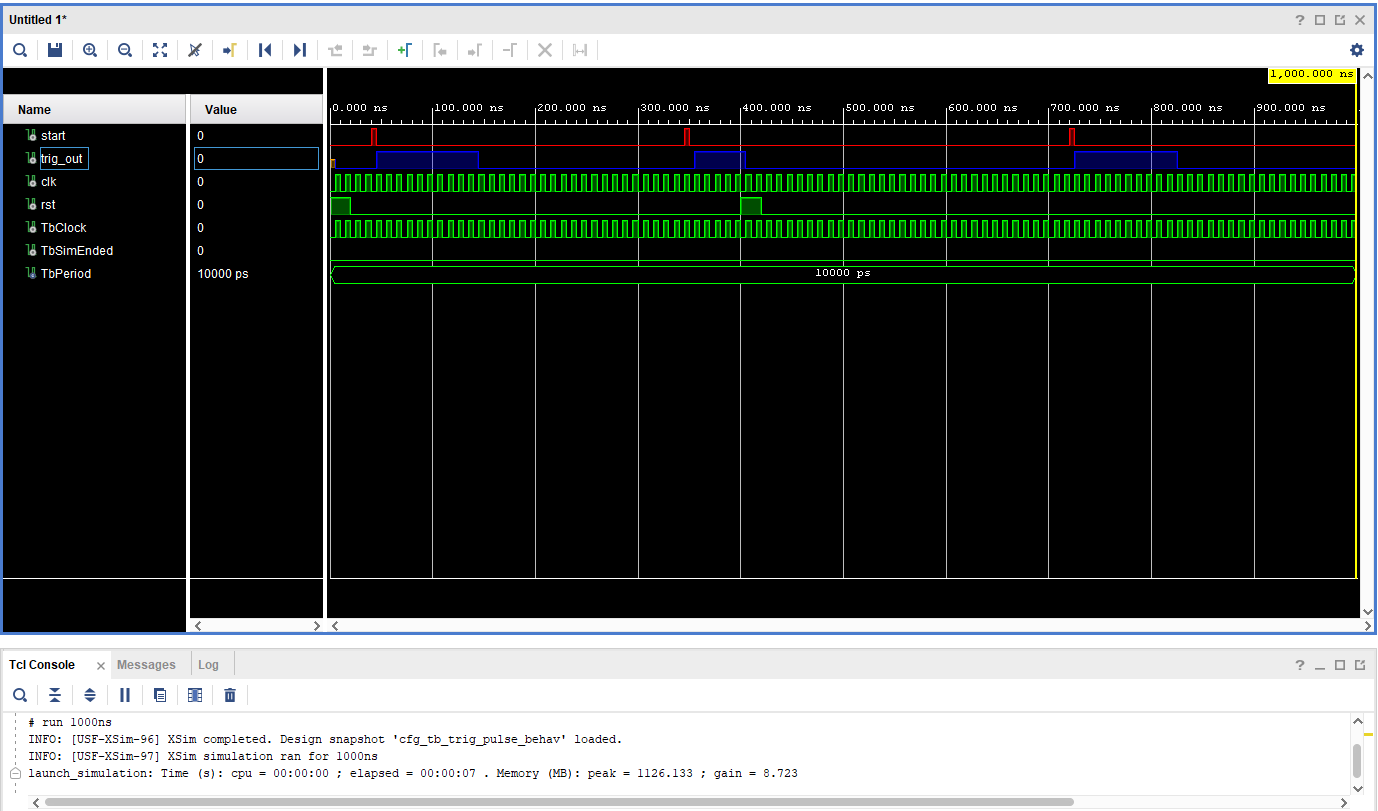 Untitled 1*
1,000.000 ns
Name Value
0.000 ns 100.000 ns 200.000 ns 300.000 ns 400.000 ns 500.000 ns 600.000 ns 700.000 ns 800.000 ns 900.000 ns
start 0
trig_out 0
clk 0
rst 0
TbClock 0
TbSimEnded 0
TbPeriod 10000 ps 10000 ps
Tcl Console Messages Log
# run 1000ns
INFO: [USF-XSim-96] XSim completed. Design snapshot 'cfg_tb_trig_pulse_behav' loaded.
INFO: [USF-XSim-97] XSim simulation ran for 1000ns
launch_simulation: Time (s): cpu = 00:00:00 ; elapsed = 00:00:07 . Memory (MB): peak = 1126.133 ; gain = 8.723